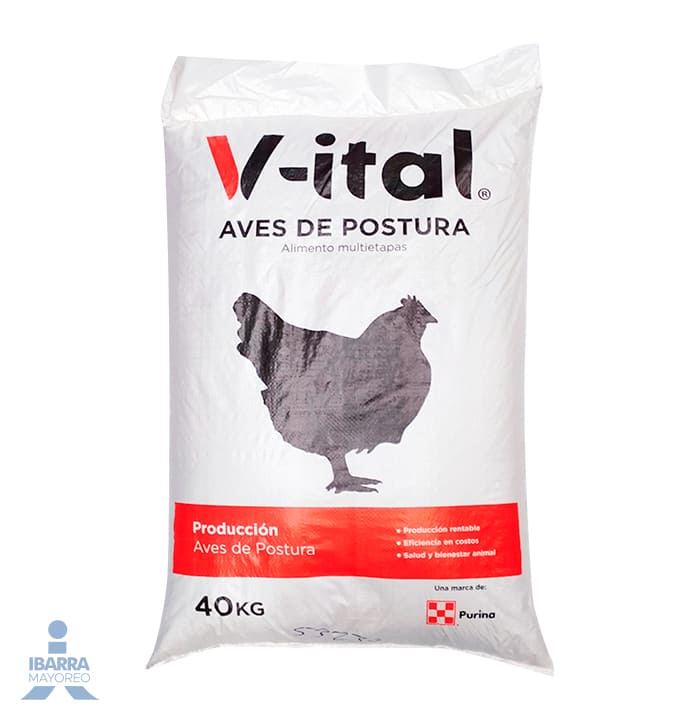 V-ital®
AVES DE POSTURA
Alimento multietapas
Producción
Aves de Postura
• Producción rentable
• Eficiencia en costos
• Salud y bienestar animal
Una marca de:
Purina
40KG
IBARRA
MAYOREO